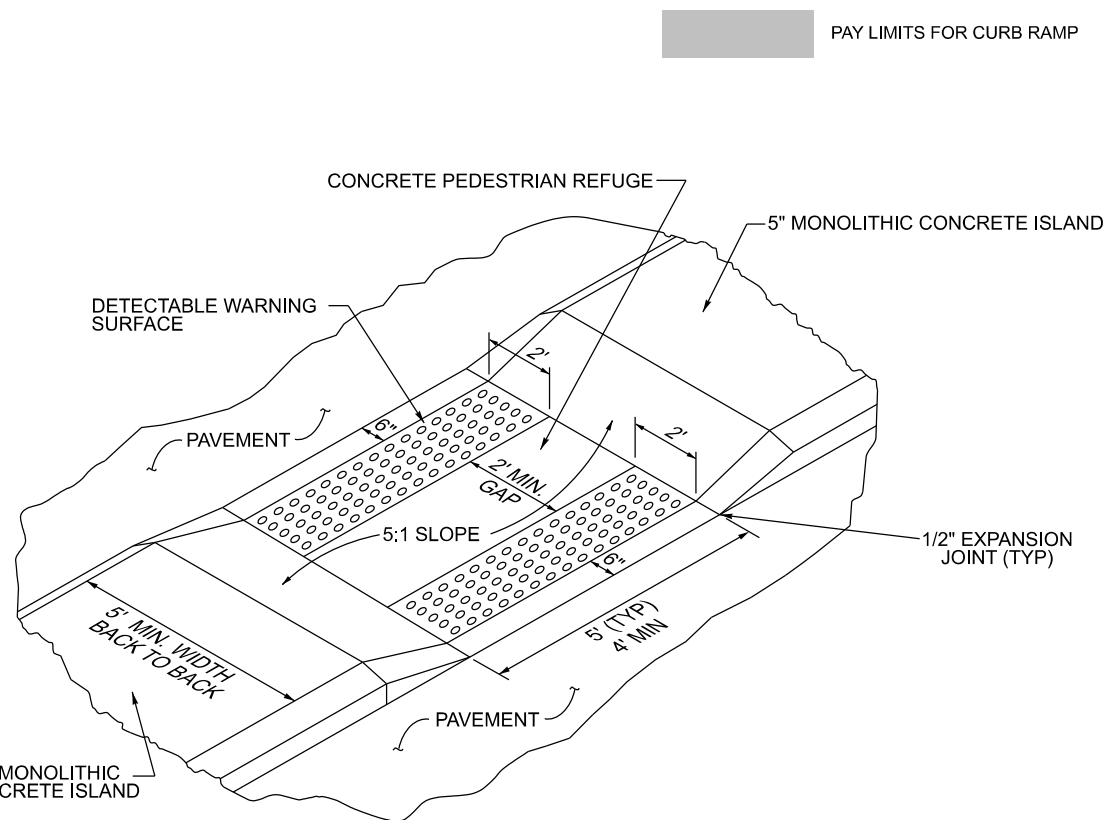 PAY LIMITS FOR CURB RAMP
CONCRETE PEDESTRIAN REFUGE
5" MONOLITHIC CONCRETE ISLAND
DETECTABLE WARNING
SURFACE
2'
6"
PAVEMENT
2'
2' MIN.
GAP
5:1 SLOPE
1/2" EXPANSION
JOINT (TYP)
6"
5' (TYP)
4' MIN
5' MIN. WIDTH
BACK TO BACK
PAVEMENT
MONOLITHIC
CRETE ISLAND